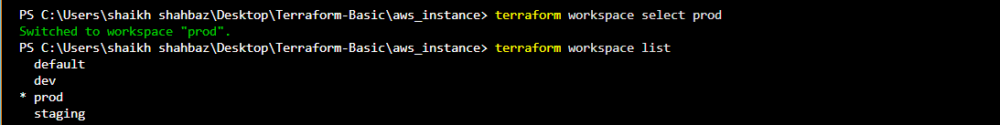 PS C:\Users\shaikh shahbaz\Desktop\Terraform-Basic\aws_instance> terraform workspace select prod
Switched to workspace "prod".
PS C:\Users\shaikh shahbaz\Desktop\Terraform-Basic\aws_instance> terraform workspace list
  default
  dev
* prod
  staging